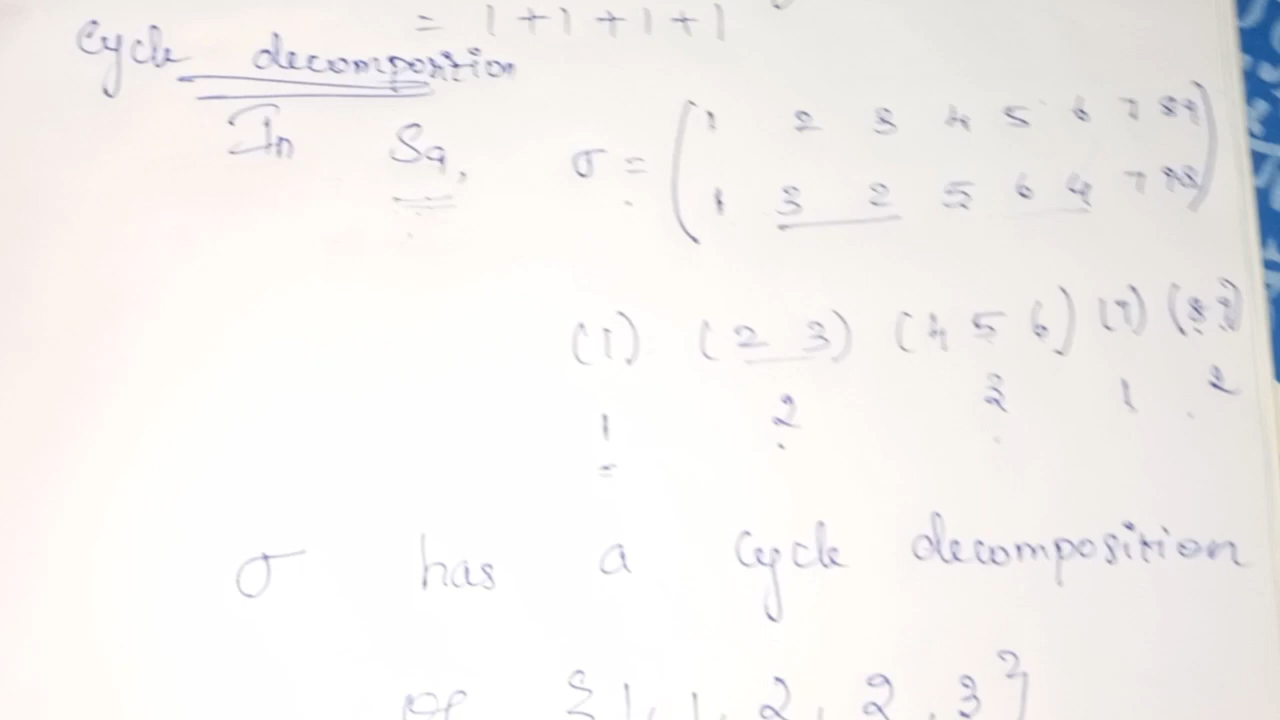 = 1 + 1 + 1 + 1
Cycle decomposition
In S9, σ = ( 1 2 3 4 5 6 7 8 9
1 3 2 5 6 4 7 9 8 )
(1) (2 3) (4 5 6) (7) (8 9)
1 2 3 1 2
σ has a cycle decomposition
of {1, 1, 2, 2, 3}